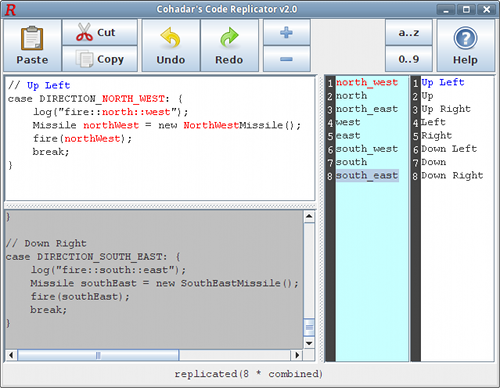 R Cohadar's Code Replicator v2.0
Paste Cut Copy Undo Redo + - a..z 0..9 Help
// Up Left
case DIRECTION_NORTH_WEST: {
log("fire::north::west");
Missile northWest = new NorthWestMissile();
fire(northWest);
break;
}
}
// Down Right
case DIRECTION_SOUTH_EAST: {
log("fire::south::east");
Missile southEast = new SouthEastMissile();
fire(southEast);
break;
}
1 north_west
2 north
3 north_east
4 west
5 east
6 south_west
7 south
8 south_east
1 Up Left
2 Up
3 Up Right
4 Left
5 Right
6 Down Left
7 Down
8 Down Right
replicated(8 * combined)